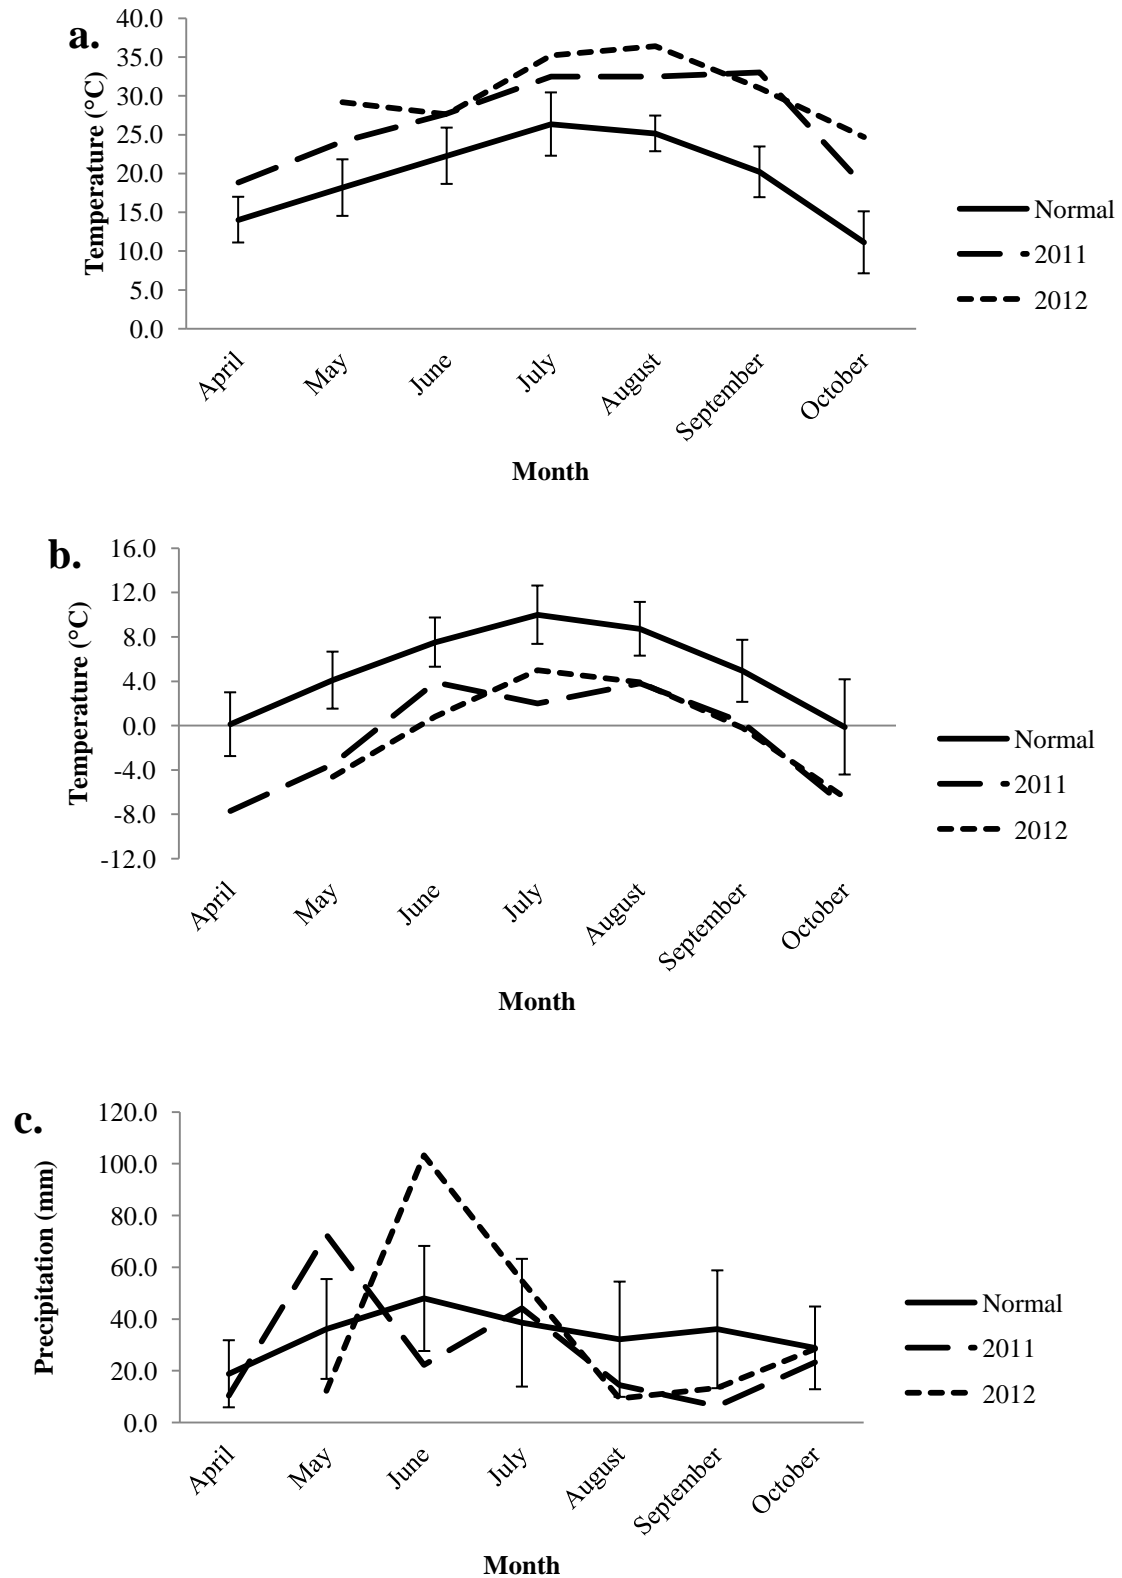 a.
40.0
35.0
30.0
25.0
20.0
15.0
10.0
5.0
0.0
Temperature (°C)
April
May
June
July
August
September
October
Month
Normal
2011
2012
b.
16.0
12.0
8.0
4.0
0.0
-4.0
-8.0
-12.0
Temperature (°C)
April
May
June
July
August
September
October
Month
Normal
2011
2012
c.
120.0
100.0
80.0
60.0
40.0
20.0
0.0
Precipitation (mm)
April
May
June
July
August
September
October
Month
Normal
2011
2012